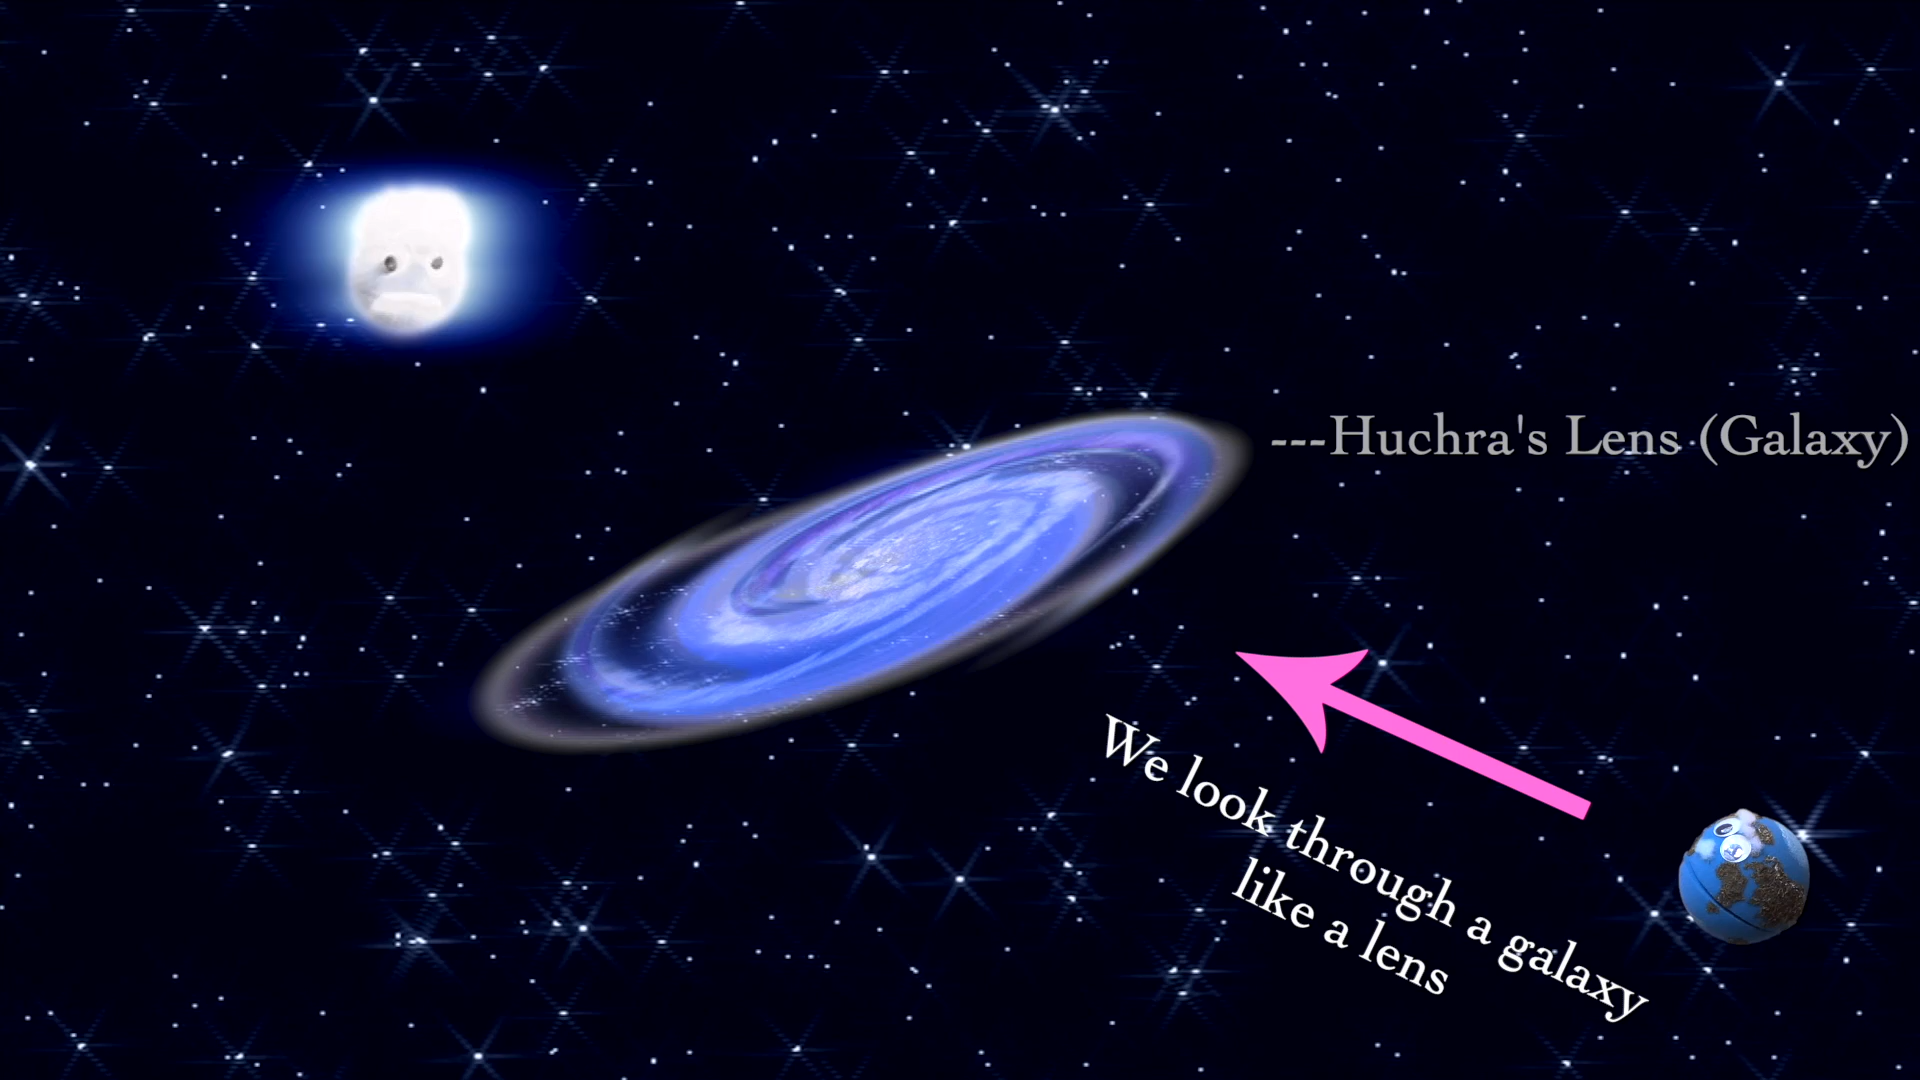 ---Huchra's Lens (Galaxy)
We look through a galaxy
like a lens